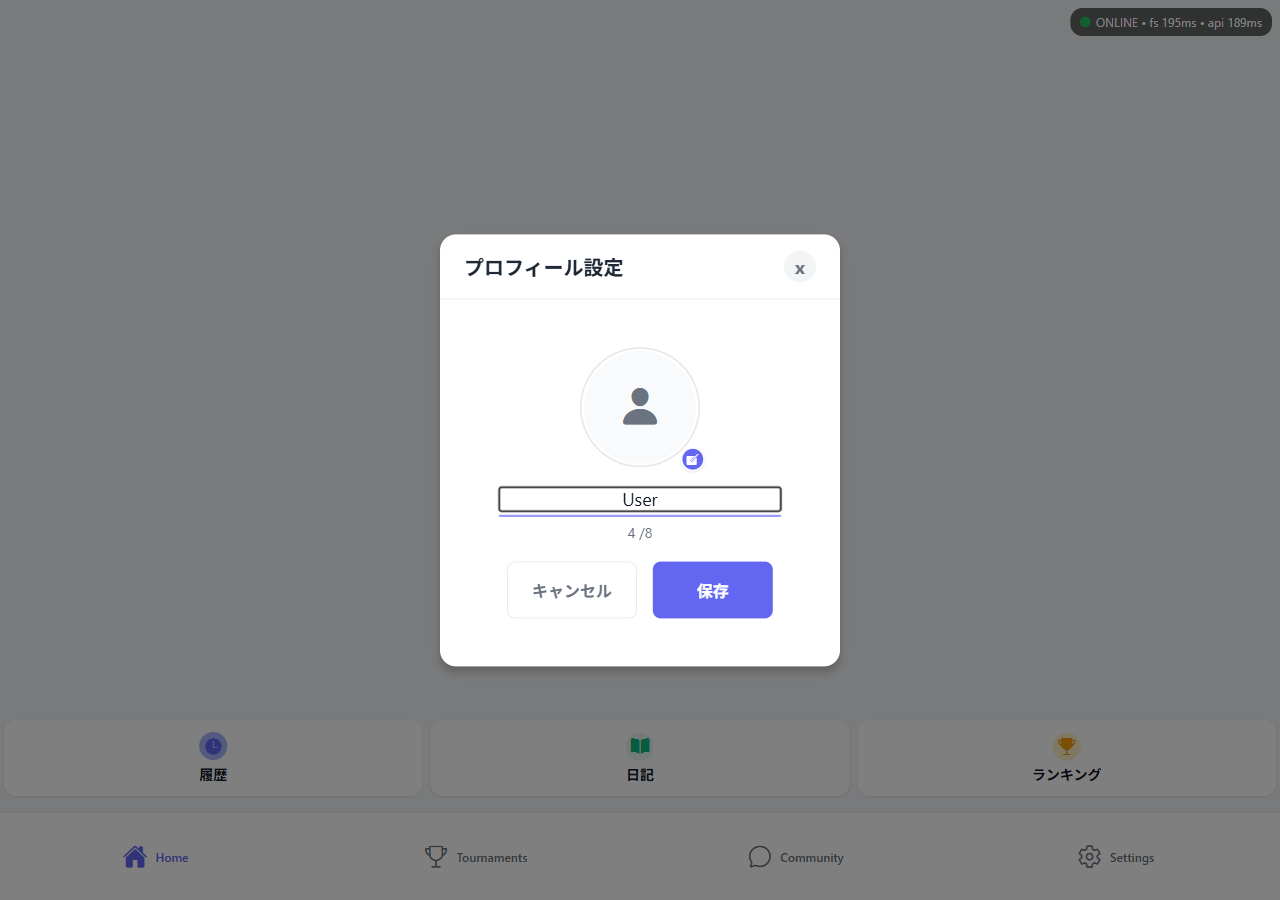 ONLINE • fs 195ms • api 189ms
プロフィール設定
x
User
4 /8
キャンセル
保存
履歴
日記
ランキング
Home
Tournaments
Community
Settings